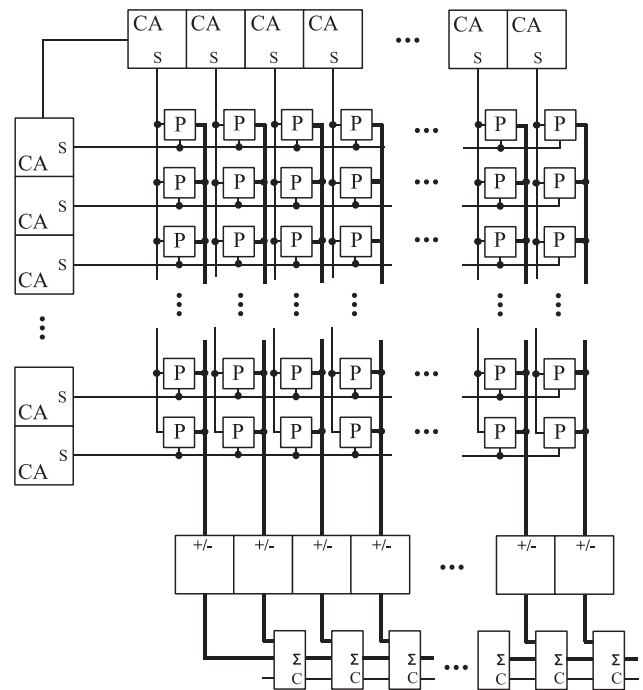 CA CA CA CA ... CA CA
S S S S S S
P P P P ... P P
S
CA
P P P P ... P P
S
CA
P P P P ... P P
S
CA
P P P P ... P P
S
CA
P P P P ... P P
S
CA
+/- +/- +/- +/- ... +/- +/-
Σ Σ Σ ... Σ Σ Σ
C C C C C C